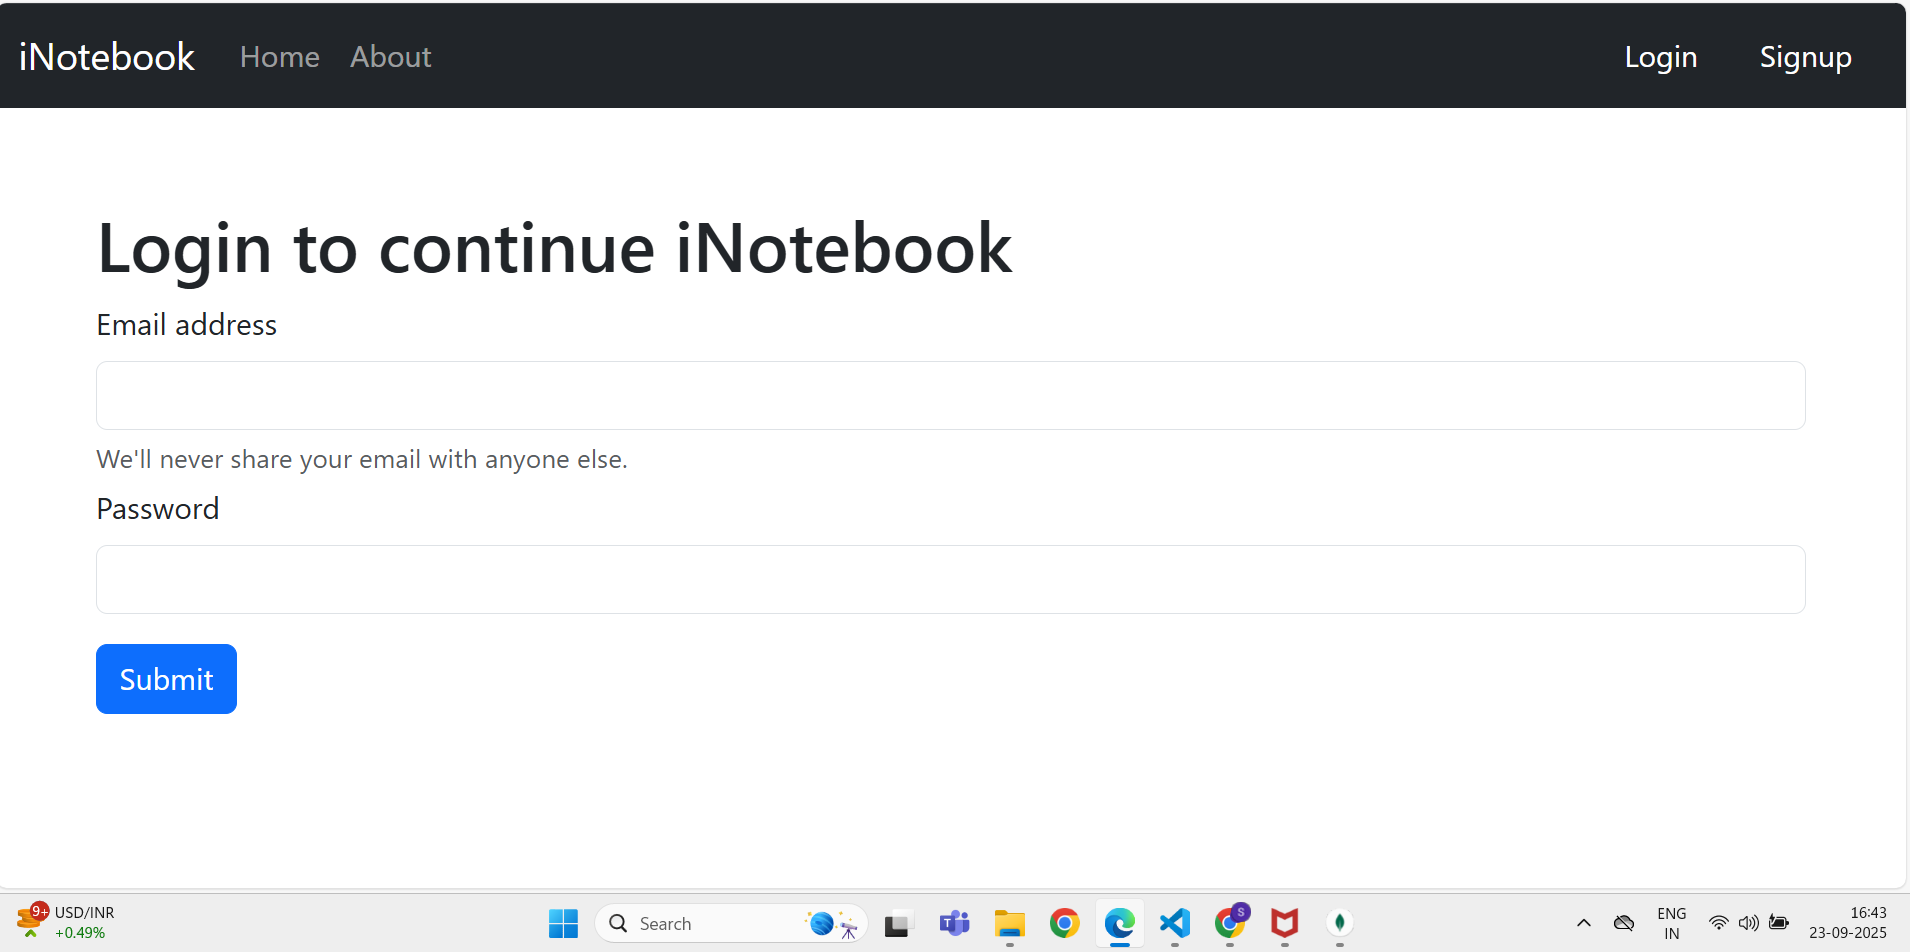 iNotebook Home About Login Signup
Login to continue iNotebook
Email address
We'll never share your email with anyone else.
Password
Submit
9+ USD/INR
+0.49%
Search
T
S
ENG
IN
16:43
23-09-2025